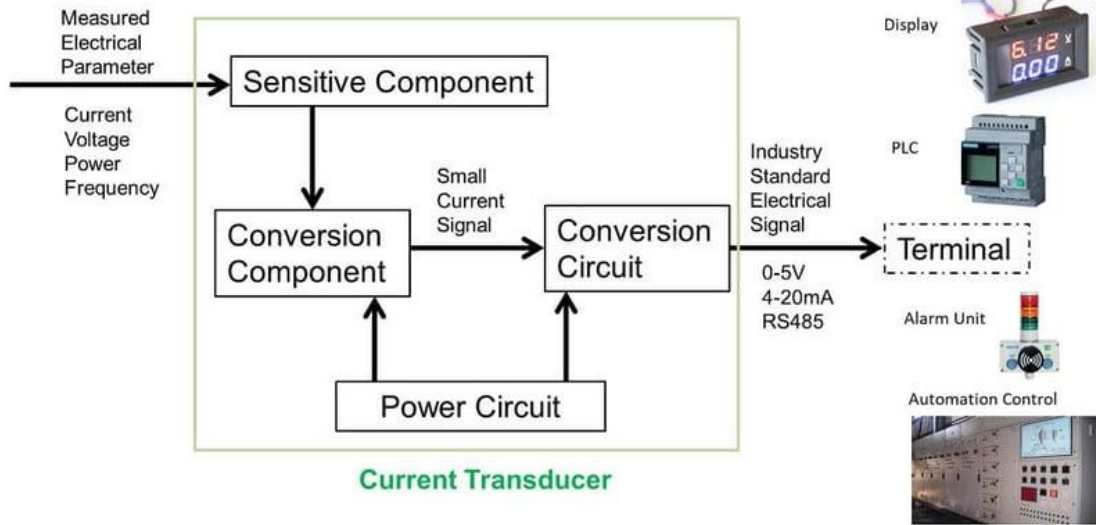 Measured
Electrical
Parameter
Current
Voltage
Power
Frequency
Sensitive Component
Conversion
Component
Small
Current
Signal
Conversion
Circuit
Power Circuit
Current Transducer
Industry
Standard
Electrical
Signal
0-5V
4-20mA
RS485
Display
6.12 V
0.00 A
PLC
Terminal
Alarm Unit
Automation Control